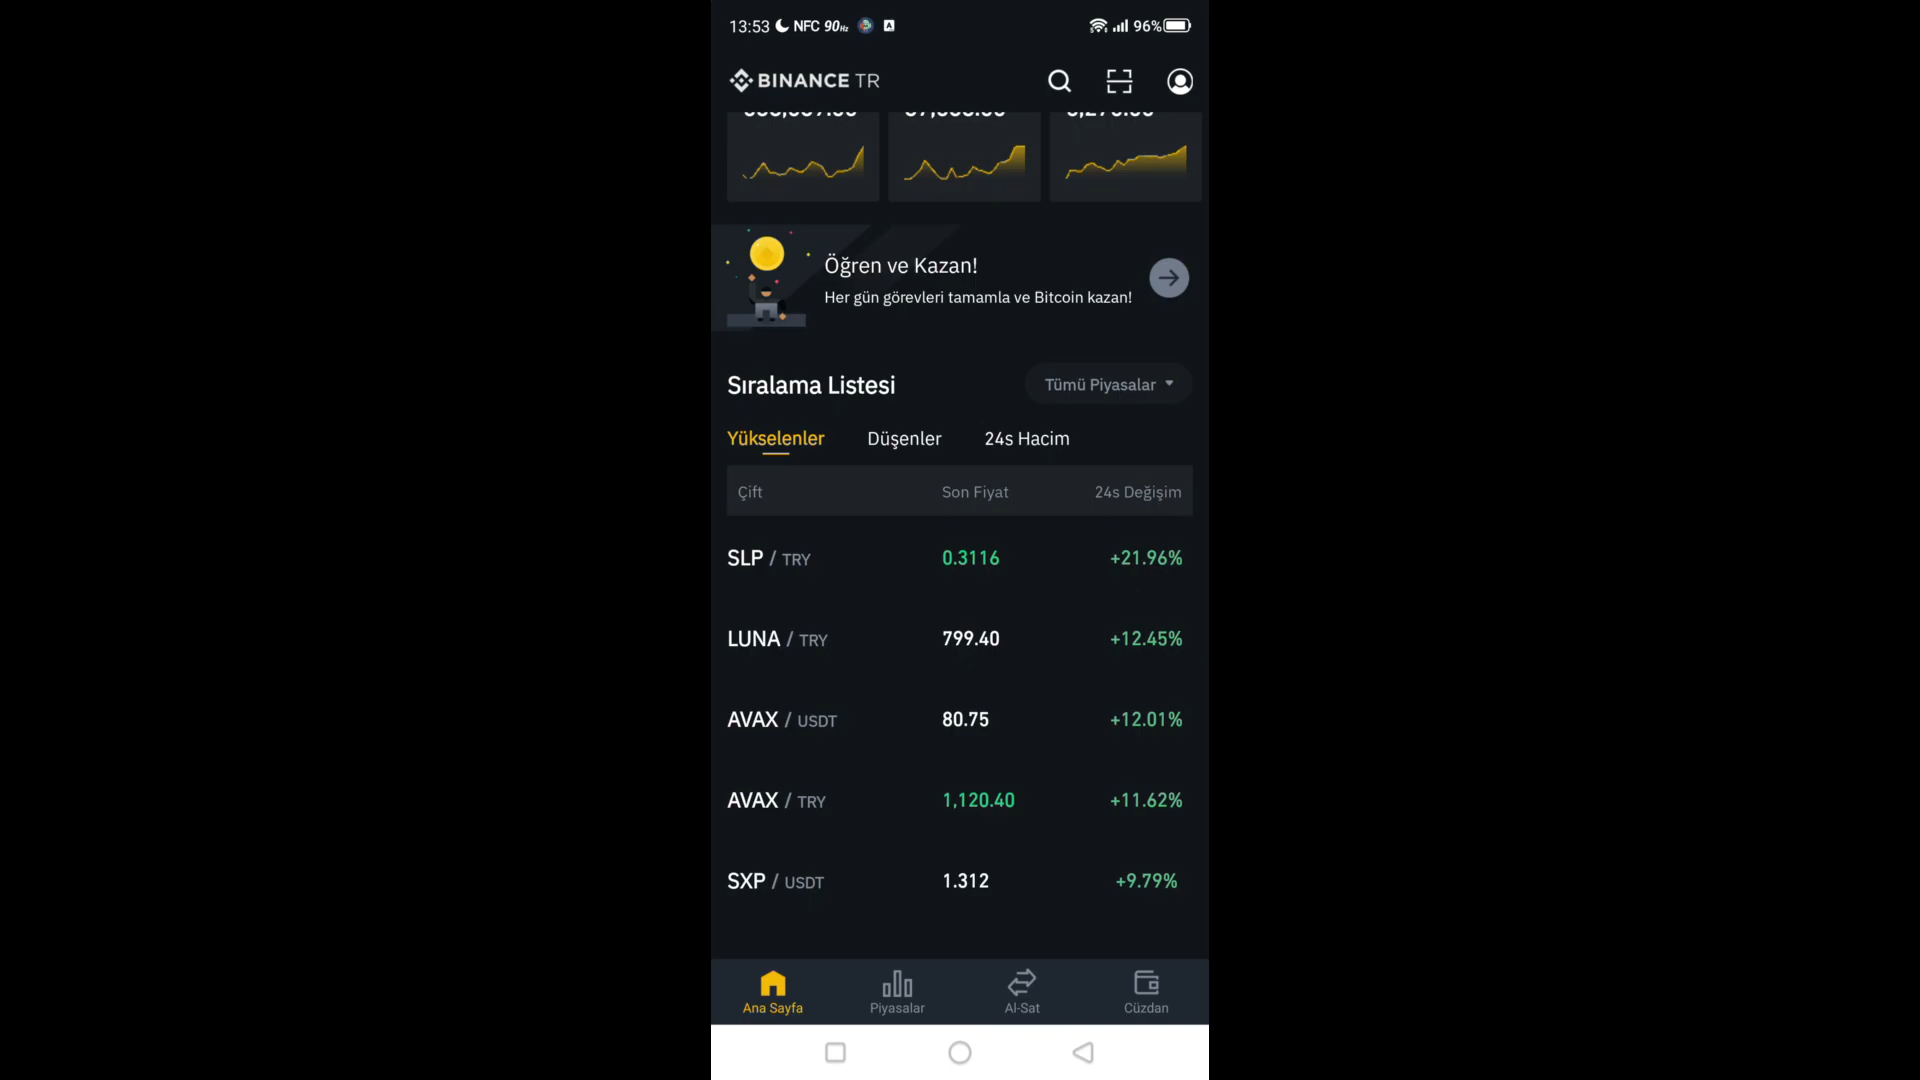 13:53 NFC 90Hz 96%
BINANCE TR
Öğren ve Kazan!
Her gün görevleri tamamla ve Bitcoin kazan!
Sıralama Listesi Tümü Piyasalar
Yükselenler Düşenler 24s Hacim
Çift Son Fiyat 24s Değişim
SLP / TRY 0.3116 +21.96%
LUNA / TRY 799.40 +12.45%
AVAX / USDT 80.75 +12.01%
AVAX / TRY 1,120.40 +11.62%
SXP / USDT 1.312 +9.79%
Ana Sayfa Piyasalar Al-Sat Cüzdan